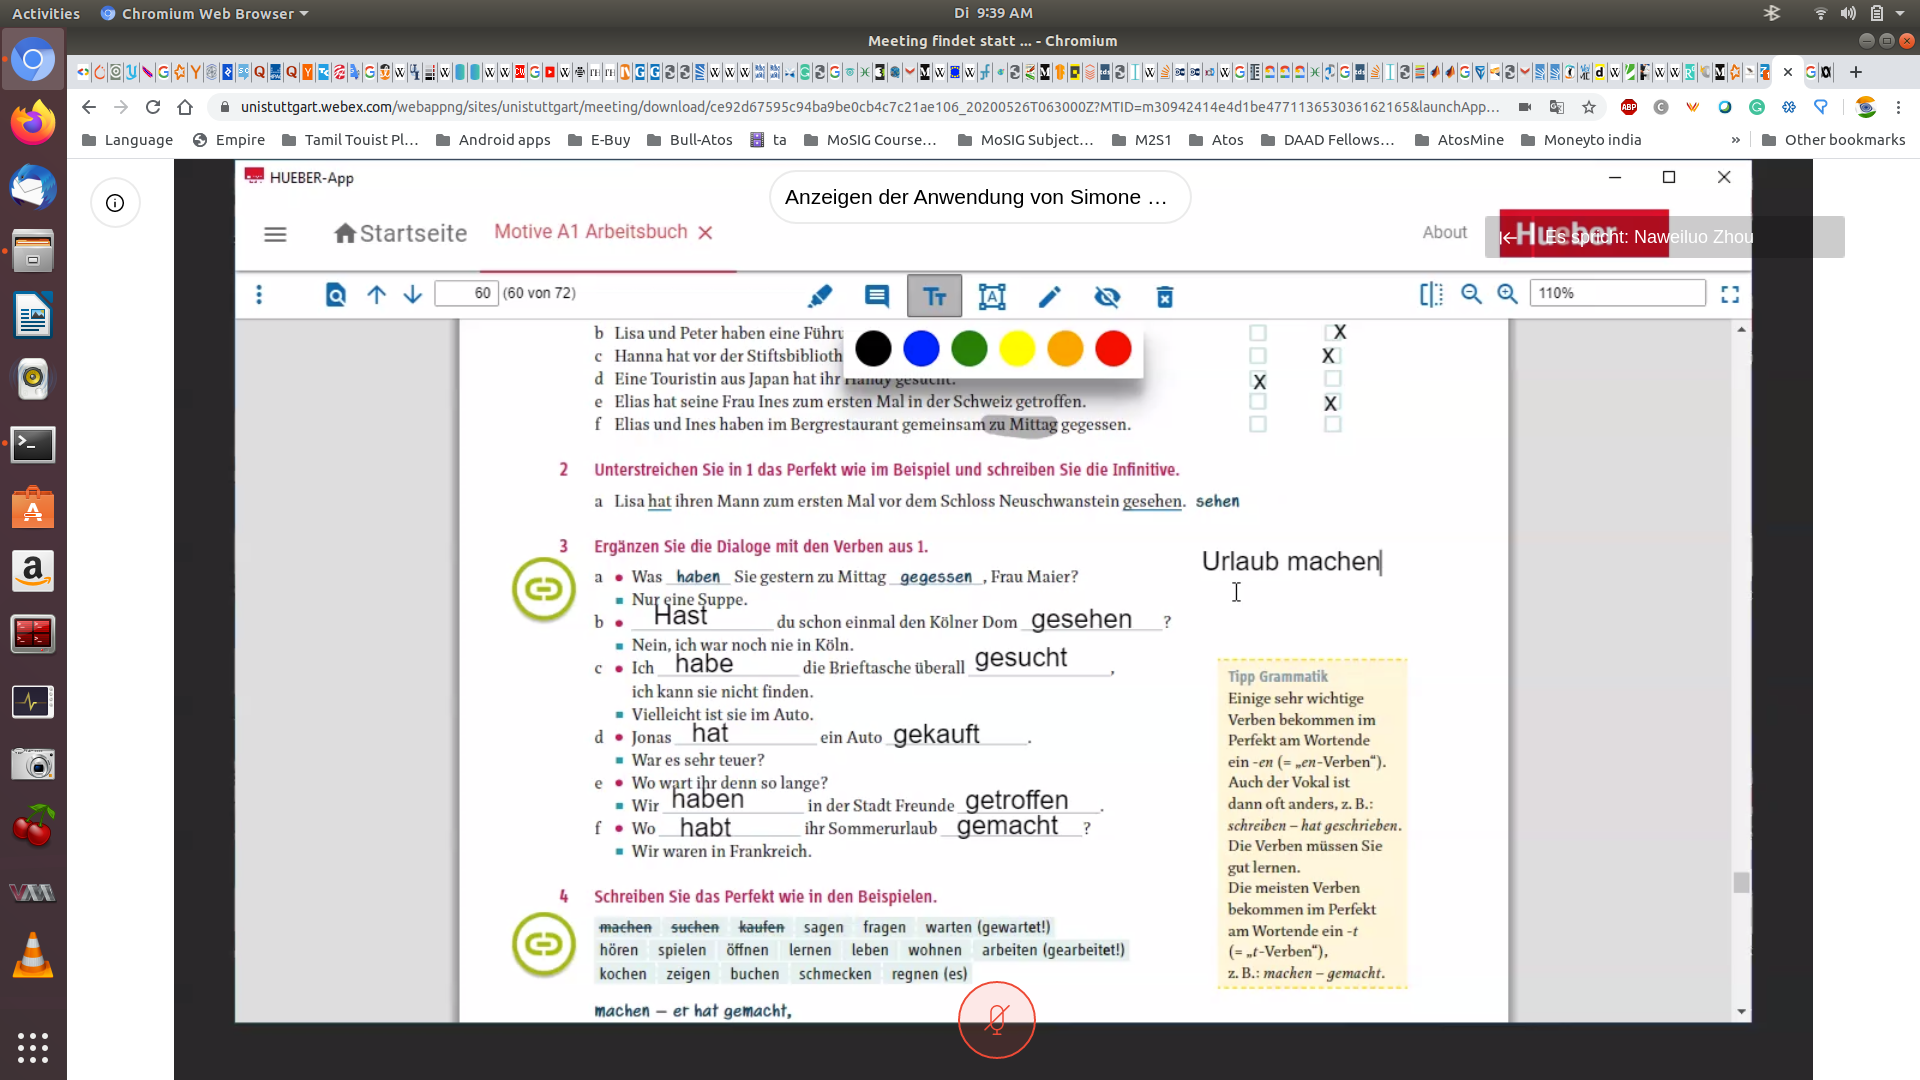 Activities
Chromium Web Browser
Di 9:39 AM
Meeting findet statt ... - Chromium
unistuttgart.webex.com/webappng/sites/unistuttgart/meeting/download/ce92d67595c94ba9be0cb4c7c21ae106_20200526T063000Z?MTID=m30942414e4d1be477113653036162165&launchApp...
Language
Empire
Tamil Touist Pl...
Android apps
E-Buy
Bull-Atos
ta
MoSIG Course...
MoSIG Subject...
M2S1
Atos
DAAD Fellows...
AtosMine
Moneyto india
»
Other bookmarks
HUEBER-App
Anzeigen der Anwendung von Simone ...
Startseite
Motive A1 Arbeitsbuch
About
Hueber
Es spricht: Naweiluo Zhou
60 (60 von 72)
110%
b Lisa und Peter haben eine Führu X
c Hanna hat vor der Stiftsbiblioth X
d Eine Touristin aus Japan hat ihr Handy gesucht. X
e Elias hat seine Frau Ines zum ersten Mal in der Schweiz getroffen. X
f Elias und Ines haben im Bergrestaurant gemeinsam zu Mittag gegessen.
2 Unterstreichen Sie in 1 das Perfekt wie im Beispiel und schreiben Sie die Infinitive.
a Lisa hat ihren Mann zum ersten Mal vor dem Schloss Neuschwanstein gesehen. sehen
3 Ergänzen Sie die Dialoge mit den Verben aus 1.
Urlaub machen
a Was haben Sie gestern zu Mittag gegessen, Frau Maier?
Nur eine Suppe.
b Hast du schon einmal den Kölner Dom gesehen ?
Nein, ich war noch nie in Köln.
c Ich habe die Brieftasche überall gesucht ,
ich kann sie nicht finden.
Vielleicht ist sie im Auto.
d Jonas hat ein Auto gekauft .
War es sehr teuer?
e Wo wart ihr denn so lange?
Wir haben in der Stadt Freunde getroffen .
f Wo habt ihr Sommerurlaub gemacht ?
Wir waren in Frankreich.
Tipp Grammatik
Einige sehr wichtige
Verben bekommen im
Perfekt am Wortende
ein -en (= „en-Verben“).
Auch der Vokal ist
dann oft anders, z. B.:
schreiben – hat geschrieben.
Die Verben müssen Sie
gut lernen.
Die meisten Verben
bekommen im Perfekt
am Wortende ein -t
(= „t-Verben“),
z. B.: machen – gemacht.
4 Schreiben Sie das Perfekt wie in den Beispielen.
machen suchen kaufen sagen fragen warten (gewartet!)
hören spielen öffnen lernen leben wohnen arbeiten (gearbeitet!)
kochen zeigen buchen schmecken regnen (es)
machen – er hat gemacht,